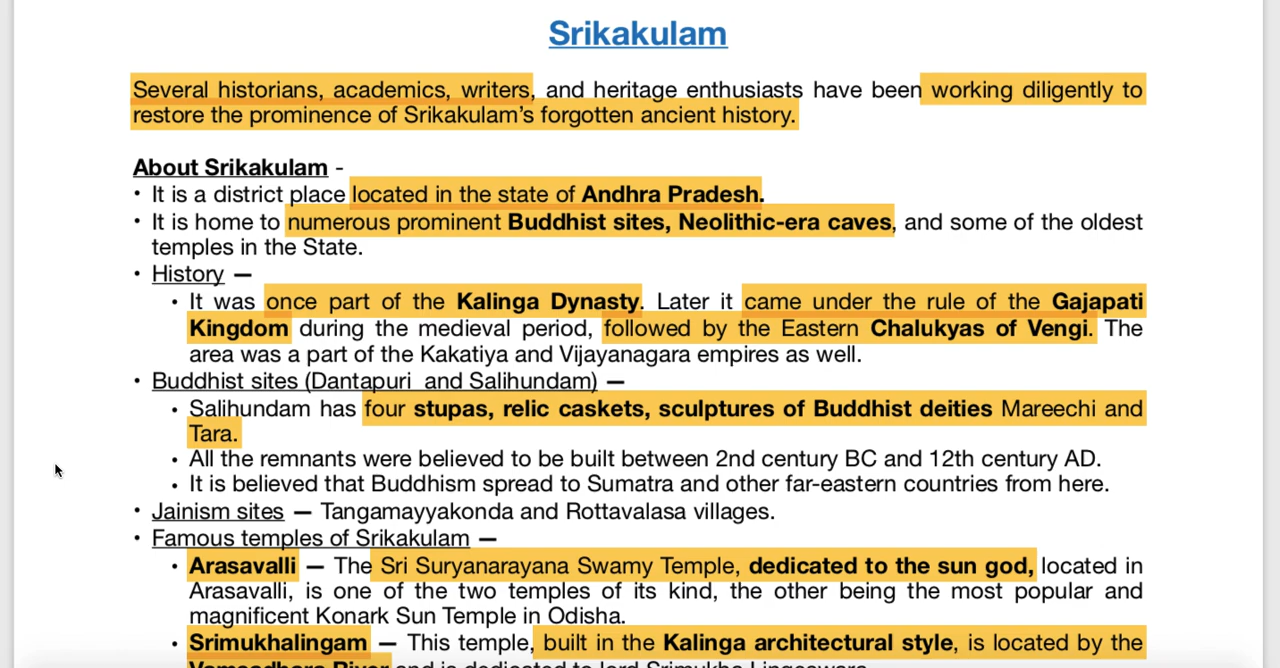 Srikakulam
Several historians, academics, writers, and heritage enthusiasts have been working diligently to
restore the prominence of Srikakulam’s forgotten ancient history.
About Srikakulam -
• It is a district place located in the state of Andhra Pradesh.
• It is home to numerous prominent Buddhist sites, Neolithic-era caves, and some of the oldest
temples in the State.
• History —
• It was once part of the Kalinga Dynasty. Later it came under the rule of the Gajapati
Kingdom during the medieval period, followed by the Eastern Chalukyas of Vengi. The
area was a part of the Kakatiya and Vijayanagara empires as well.
• Buddhist sites (Dantapuri and Salihundam) —
• Salihundam has four stupas, relic caskets, sculptures of Buddhist deities Mareechi and
Tara.
• All the remnants were believed to be built between 2nd century BC and 12th century AD.
• It is believed that Buddhism spread to Sumatra and other far-eastern countries from here.
• Jainism sites — Tangamayyakonda and Rottavalasa villages.
• Famous temples of Srikakulam —
• Arasavalli — The Sri Suryanarayana Swamy Temple, dedicated to the sun god, located in
Arasavalli, is one of the two temples of its kind, the other being the most popular and
magnificent Konark Sun Temple in Odisha.
• Srimukhalingam — This temple, built in the Kalinga architectural style, is located by the
Vamsadhara River and is dedicated to lord Srimukha Lingeswara.